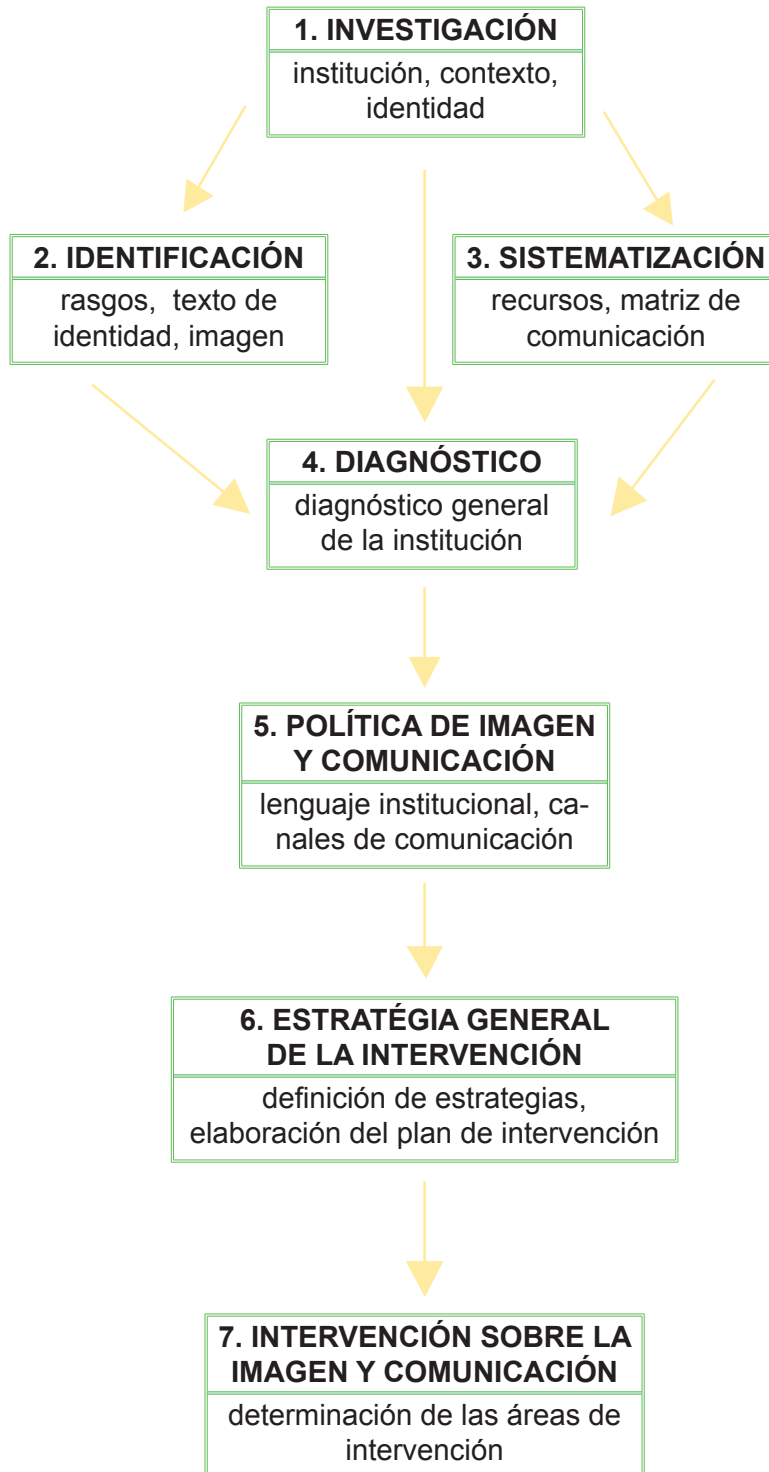 1. INVESTIGACIÓN
institución, contexto,
identidad
2. IDENTIFICACIÓN
rasgos, texto de
identidad, imagen
3. SISTEMATIZACIÓN
recursos, matriz de
comunicación
4. DIAGNÓSTICO
diagnóstico general
de la institución
5. POLÍTICA DE IMAGEN
Y COMUNICACIÓN
lenguaje institucional, ca-
nales de comunicación
6. ESTRATÉGIA GENERAL
DE LA INTERVENCIÓN
definición de estrategias,
elaboración del plan de intervención
7. INTERVENCIÓN SOBRE LA
IMAGEN Y COMUNICACIÓN
determinación de las áreas de
intervención